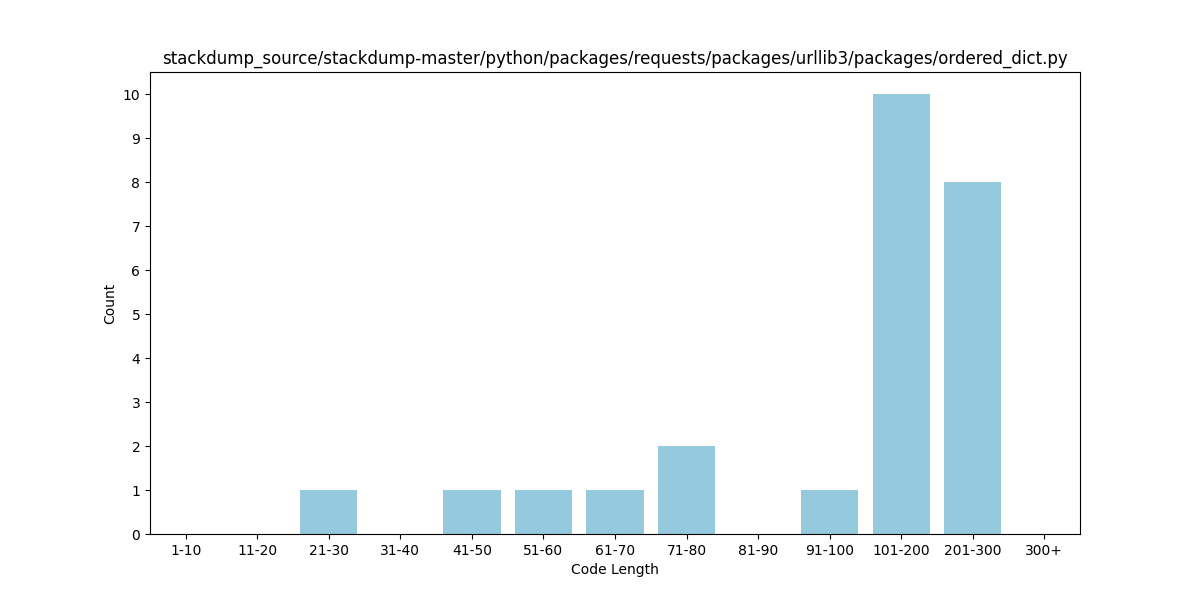 stackdump_source/stackdump-master/python/packages/requests/packages/urllib3/packages/ordered_dict.py
10
9
8
7
6
5
4
3
2
1
0
Count
1-10 11-20 21-30 31-40 41-50 51-60 61-70 71-80 81-90 91-100 101-200 201-300 300+
Code Length